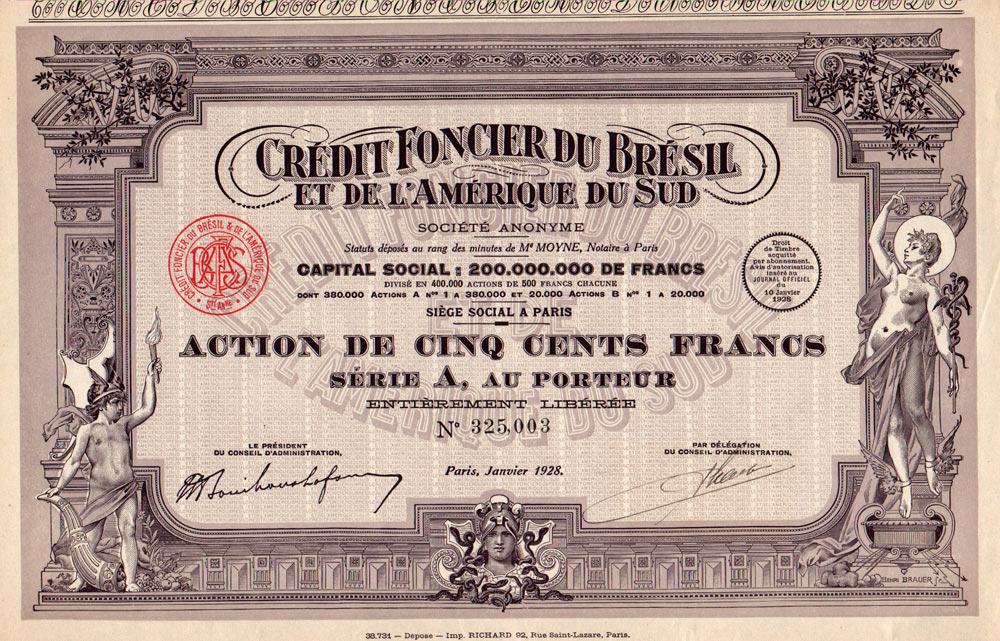 CRÉDIT FONCIER DU BRÉSIL
ET DE L'AMÉRIQUE DU SUD
SOCIÉTÉ ANONYME
Statuts déposés au rang des minutes de Me MOYNE, Notaire à Paris
CAPITAL SOCIAL : 200.000.000 DE FRANCS
DIVISÉ EN 400.000 ACTIONS DE 500 FRANCS CHACUNE
DONT 380.000 ACTIONS A Nos 1 A 380.000 ET 20.000 ACTIONS B Nos 1 A 20.000
SIÈGE SOCIAL A PARIS
CRÉDIT FONCIER DU BRÉSIL & DE L'AMÉRIQUE DU SUD
Sté ANme
Droit
de Timbre
acquitté
par abonnement.
Avis d'autorisation
inséré au
JOURNAL OFFICIEL
du
10 Janvier
1928
ACTION DE CINQ CENTS FRANCS
SÉRIE A, AU PORTEUR
ENTIÈREMENT LIBÉRÉE
No 325,003
LE PRÉSIDENT
DU CONSEIL D'ADMINISTRATION,
PAR DÉLÉGATION
DU CONSEIL D'ADMINISTRATION,
Paris, Janvier 1928.
HENRI BRAUER
38.731 — Déposé — Imp. RICHARD 92, Rue Saint-Lazare, Paris.